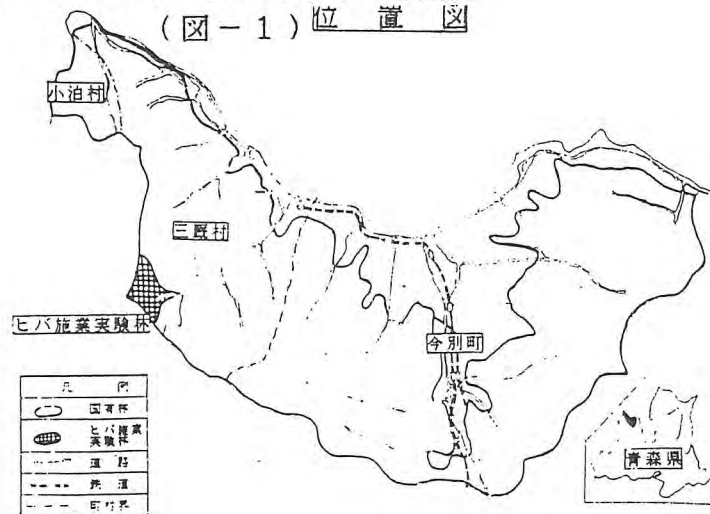 (図-1) 位置図
小泊村
三厩村
ヒバ施業実験林
今別町
凡例
国有林
ヒバ施業
実験林
道路
鉄道
町村界
青森県